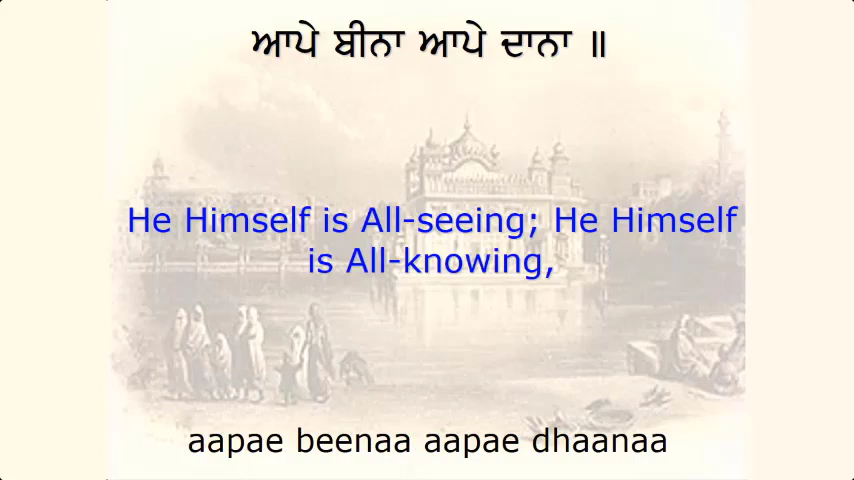 ਆਪੇ ਬੀਨਾ ਆਪੇ ਦਾਨਾ ॥
He Himself is All-seeing; He Himself
is All-knowing,
aapae beenaa aapae dhaanaa